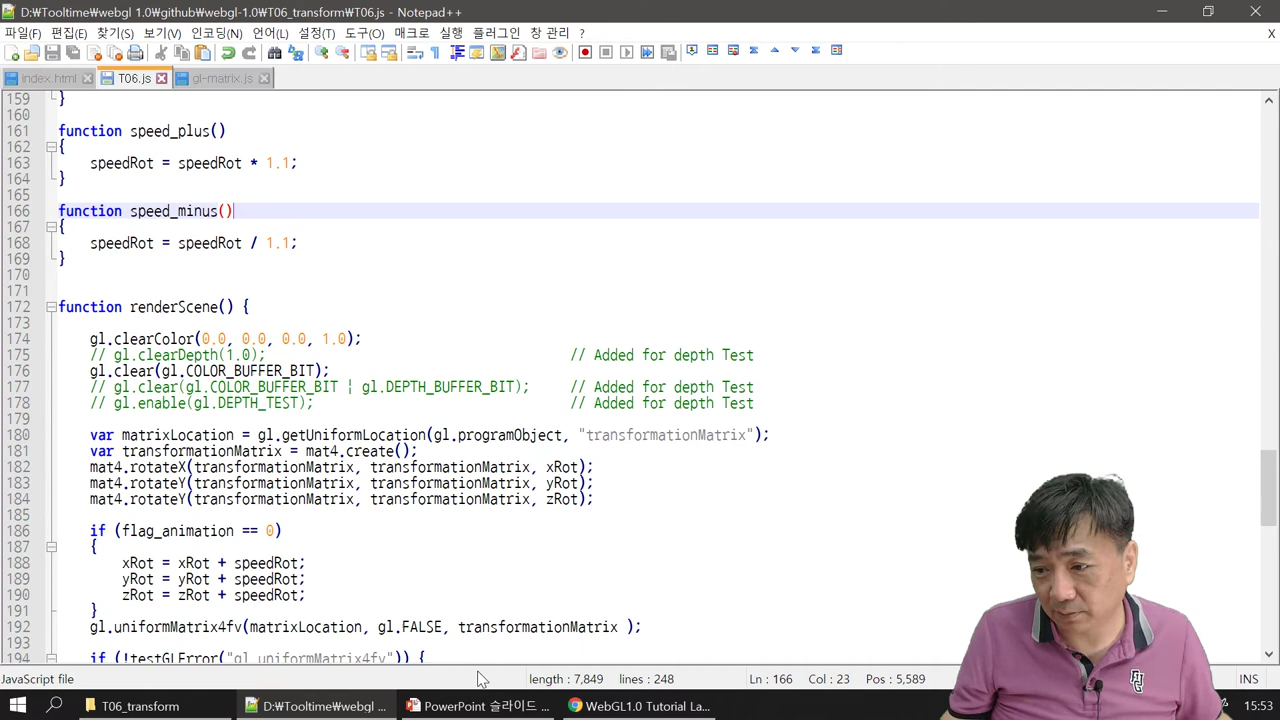 D:₩Tooltime₩webgl 1.0₩github₩webgl-1.0₩T06_transform₩T06.js - Notepad++
파일(F) 편집(E) 찾기(S) 보기(V) 인코딩(N) 언어(L) 설정(T) 도구(O) 매크로 실행 플러그인 창 관리 ? X
index.html T06.js gl-matrix.js
159 }
160
161 function speed_plus()
162 {
163 speedRot = speedRot * 1.1;
164 }
165
166 function speed_minus()
167 {
168 speedRot = speedRot / 1.1;
169 }
170
171
172 function renderScene() {
173
174 gl.clearColor(0.0, 0.0, 0.0, 1.0);
175 // gl.clearDepth(1.0); // Added for depth Test
176 gl.clear(gl.COLOR_BUFFER_BIT);
177 // gl.clear(gl.COLOR_BUFFER_BIT | gl.DEPTH_BUFFER_BIT); // Added for depth Test
178 // gl.enable(gl.DEPTH_TEST); // Added for depth Test
179
180 var matrixLocation = gl.getUniformLocation(gl.programObject, "transformationMatrix");
181 var transformationMatrix = mat4.create();
182 mat4.rotateX(transformationMatrix, transformationMatrix, xRot);
183 mat4.rotateY(transformationMatrix, transformationMatrix, yRot);
184 mat4.rotateY(transformationMatrix, transformationMatrix, zRot);
185
186 if (flag_animation == 0)
187 {
188 xRot = xRot + speedRot;
189 yRot = yRot + speedRot;
190 zRot = zRot + speedRot;
191 }
192 gl.uniformMatrix4fv(matrixLocation, gl.FALSE, transformationMatrix );
193
194 if (!testGLError("gl.uniformMatrix4fv")) {
JavaScript file length : 7,849 lines : 248 Ln : 166 Col : 23 Pos : 5,589 INS
T06_transform D:₩Tooltime₩webgl ... PowerPoint 슬라이드 ... WebGL1.0 Tutorial La... 15:53